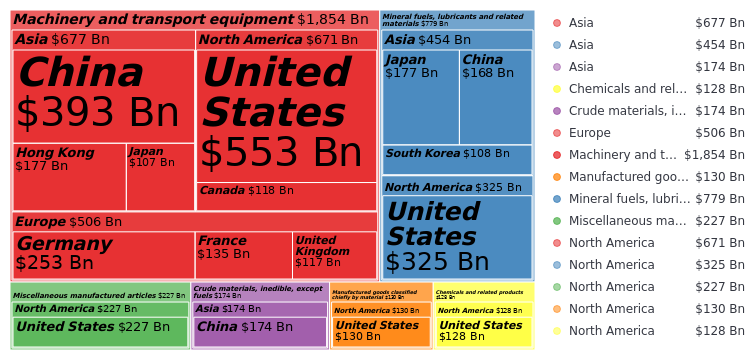 Machinery and transport equipment $1,854 Bn
Asia $677 Bn
China
$393 Bn
Hong Kong
$177 Bn
Japan
$107 Bn
North America $671 Bn
United
States
$553 Bn
Canada $118 Bn
Europe $506 Bn
Germany
$253 Bn
France
$135 Bn
United
Kingdom
$117 Bn
Mineral fuels, lubricants and related
materials $779 Bn
Asia $454 Bn
Japan
$177 Bn
China
$168 Bn
South Korea $108 Bn
North America $325 Bn
United
States
$325 Bn
Miscellaneous manufactured articles $227 Bn
North America $227 Bn
United States $227 Bn
Crude materials, inedible, except
fuels $174 Bn
Asia $174 Bn
China $174 Bn
Manufactured goods classified
chiefly by material $130 Bn
North America $130 Bn
United States
$130 Bn
Chemicals and related products
$128 Bn
North America $128 Bn
United States
$128 Bn
Asia $677 Bn
Asia $454 Bn
Asia $174 Bn
Chemicals and rel... $128 Bn
Crude materials, i... $174 Bn
Europe $506 Bn
Machinery and t... $1,854 Bn
Manufactured goo... $130 Bn
Mineral fuels, lubri... $779 Bn
Miscellaneous ma... $227 Bn
North America $671 Bn
North America $325 Bn
North America $227 Bn
North America $130 Bn
North America $128 Bn